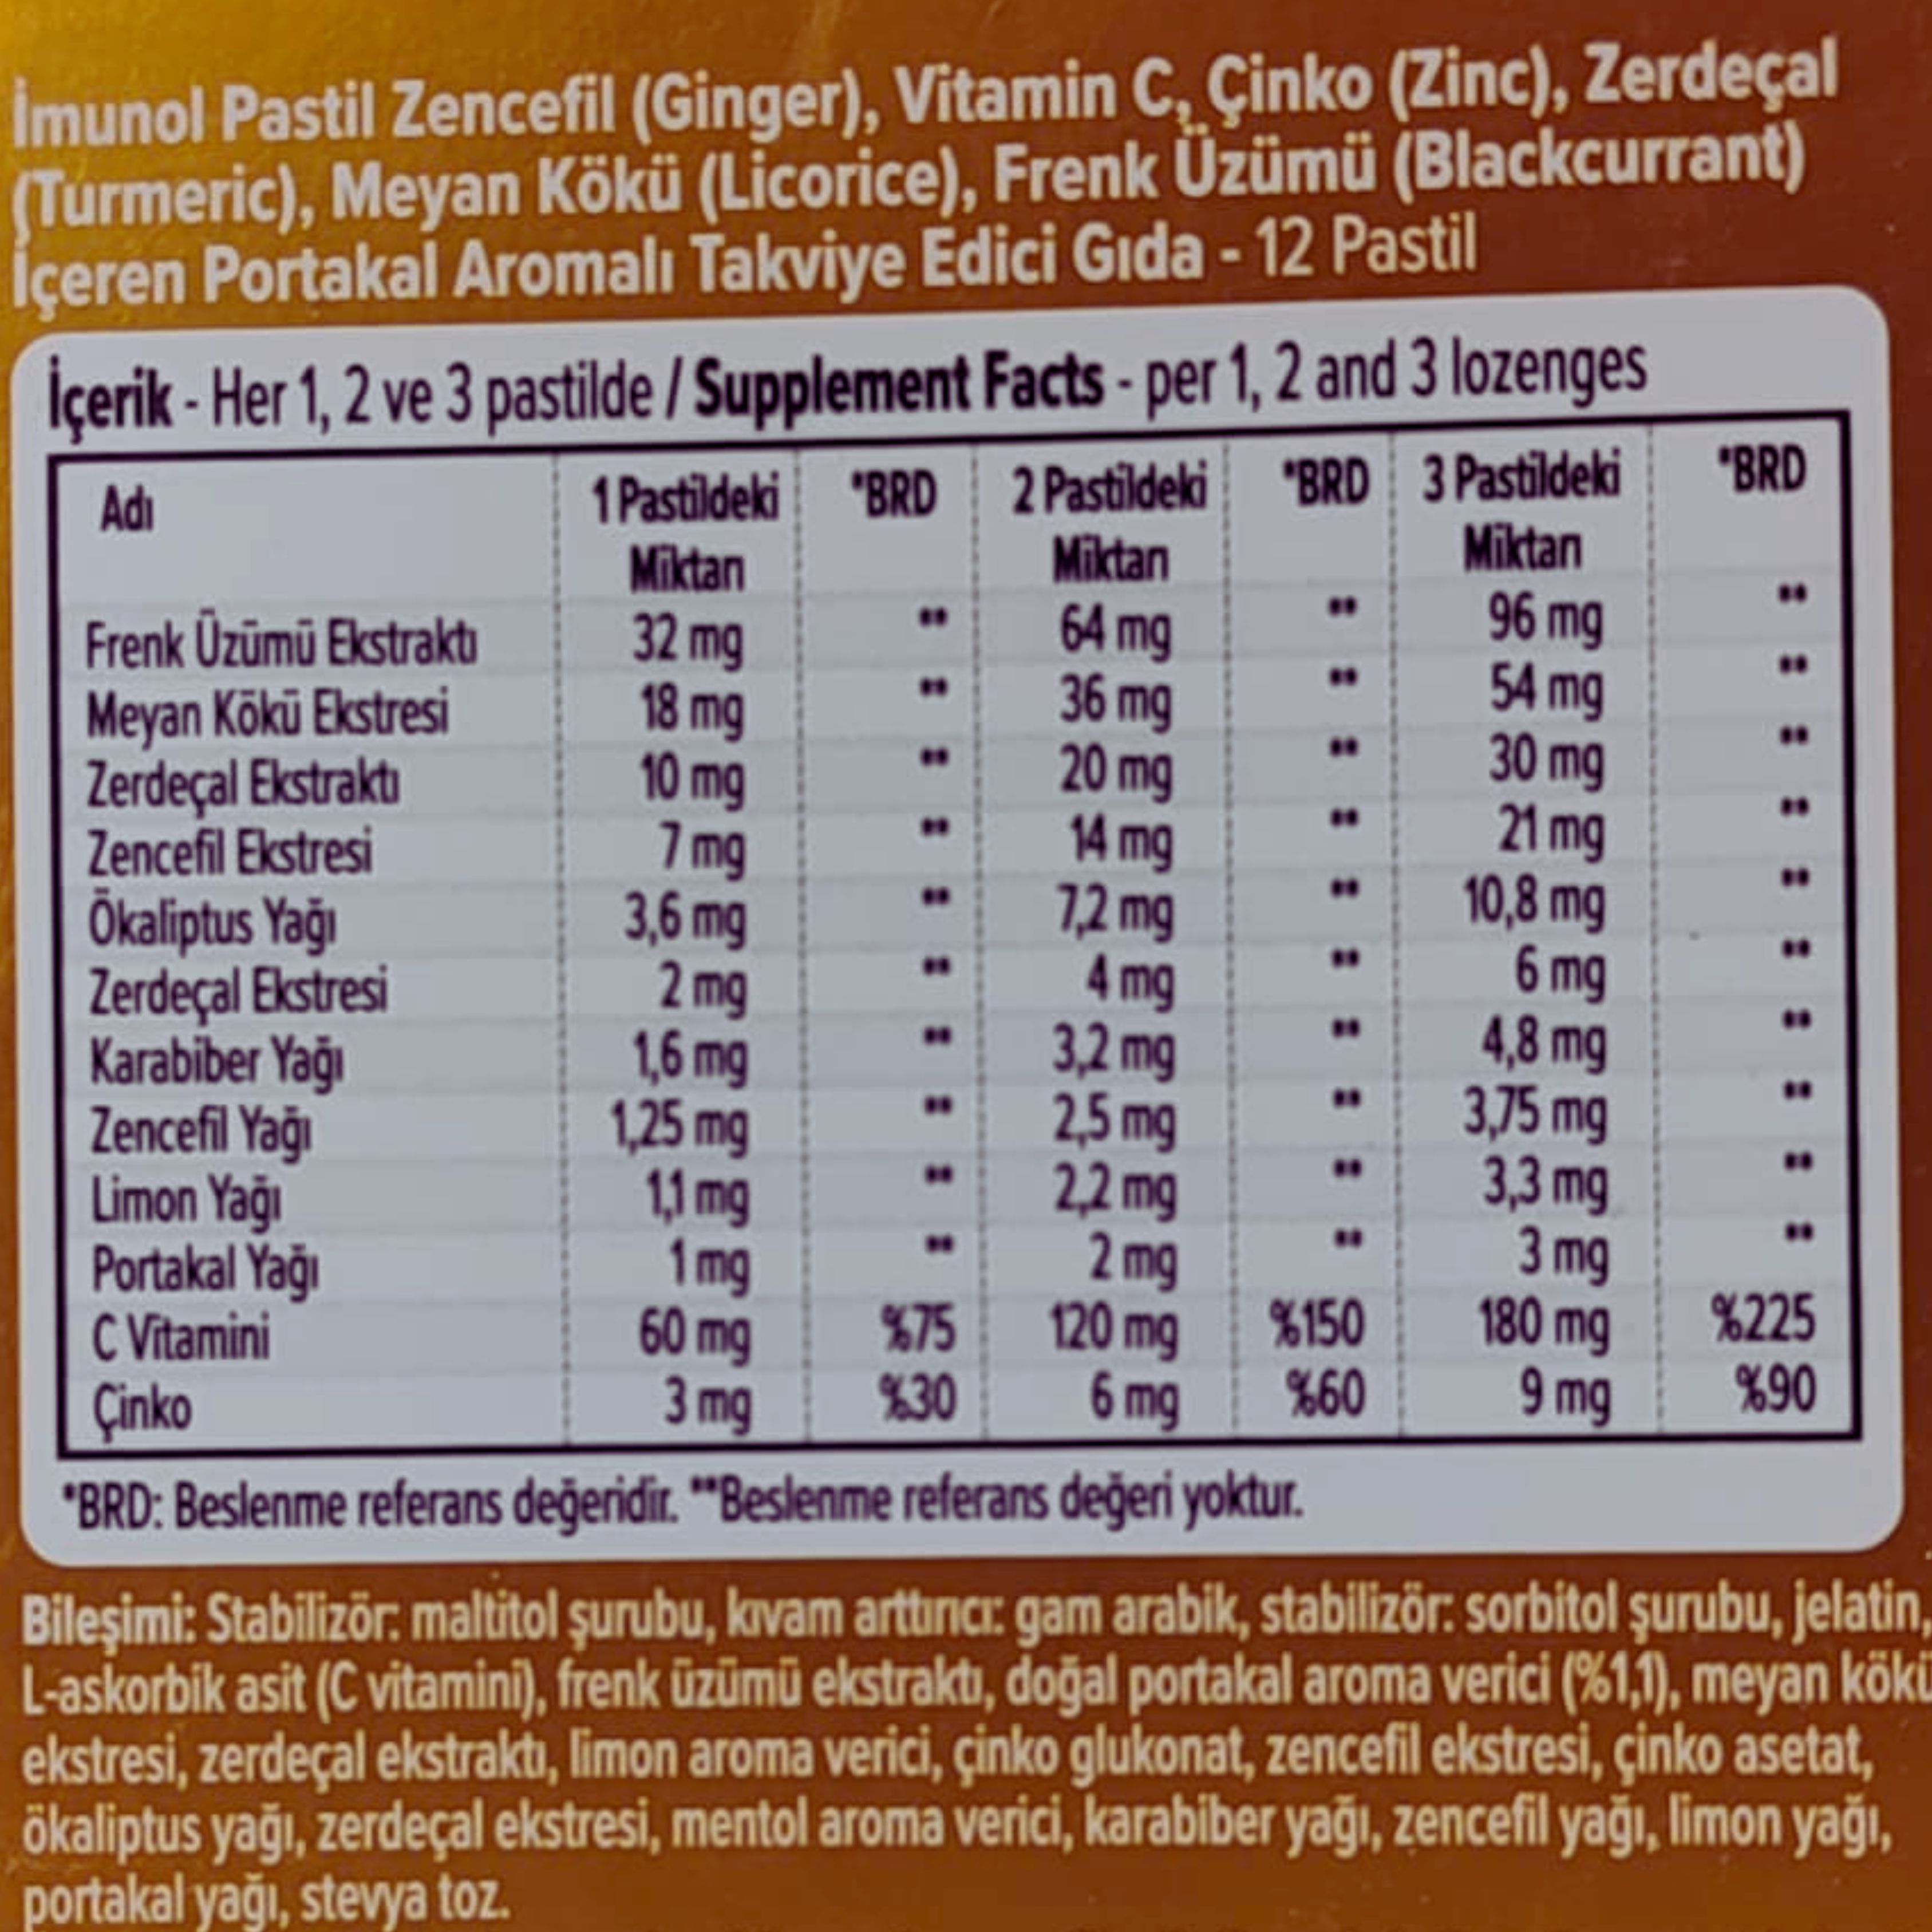 İmunol Pastil Zencefil (Ginger), Vitamin C, Çinko (Zinc), Zerdeçal
(Turmeric), Meyan Kökü (Licorice), Frenk Üzümü (Blackcurrant)
İçeren Portakal Aromalı Takviye Edici Gıda - 12 Pastil
İçerik - Her 1, 2 ve 3 pastilde / Supplement Facts - per 1, 2 and 3 lozenges
Adı 1 Pastildeki Miktarı *BRD 2 Pastildeki Miktarı *BRD 3 Pastildeki Miktarı *BRD
Frenk Üzümü Ekstraktı 32 mg ** 64 mg ** 96 mg **
Meyan Kökü Ekstresi 18 mg ** 36 mg ** 54 mg **
Zerdeçal Ekstraktı 10 mg ** 20 mg ** 30 mg **
Zencefil Ekstresi 7 mg ** 14 mg ** 21 mg **
Ökaliptus Yağı 3,6 mg ** 7,2 mg ** 10,8 mg **
Zerdeçal Ekstresi 2 mg ** 4 mg ** 6 mg **
Karabiber Yağı 1,6 mg ** 3,2 mg ** 4,8 mg **
Zencefil Yağı 1,25 mg ** 2,5 mg ** 3,75 mg **
Limon Yağı 1,1 mg ** 2,2 mg ** 3,3 mg **
Portakal Yağı 1 mg ** 2 mg ** 3 mg **
C Vitamini 60 mg %75 120 mg %150 180 mg %225
Çinko 3 mg %30 6 mg %60 9 mg %90
*BRD: Beslenme referans değeridir. **Beslenme referans değeri yoktur.
Bileşimi: Stabilizör: maltitol şurubu, kıvam arttırıcı: gam arabik, stabilizör: sorbitol şurubu, jelatin,
L-askorbik asit (C vitamini), frenk üzümü ekstraktı, doğal portakal aroma verici (%1,1), meyan kökü
ekstresi, zerdeçal ekstraktı, limon aroma verici, çinko glukonat, zencefil ekstresi, çinko asetat,
ökaliptus yağı, zerdeçal ekstresi, mentol aroma verici, karabiber yağı, zencefil yağı, limon yağı,
portakal yağı, stevya toz.